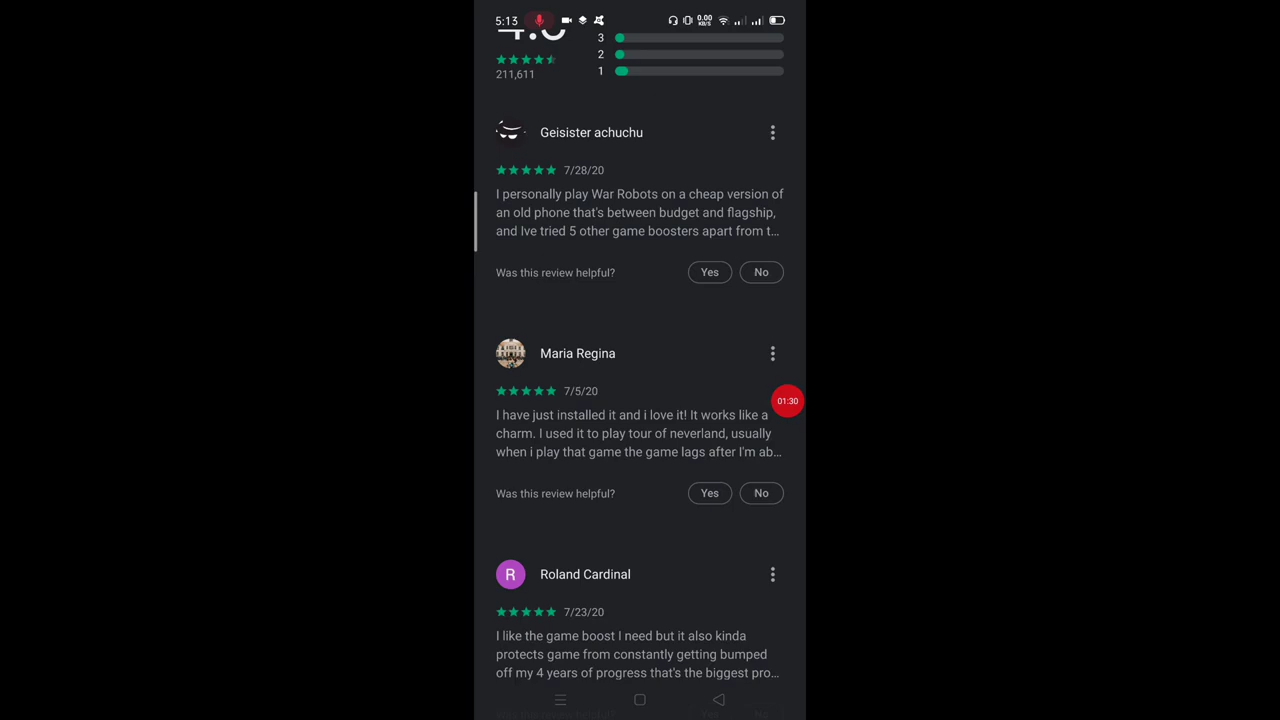 5:13
0.00
KB/S
3
2
211,611
1
Geisister achuchu
7/28/20
I personally play War Robots on a cheap version of
an old phone that's between budget and flagship,
and Ive tried 5 other game boosters apart from t...
Was this review helpful?
Yes
No
Maria Regina
7/5/20
I have just installed it and i love it! It works like a
charm. I used it to play tour of neverland, usually
when i play that game the game lags after I'm ab...
01:30
Was this review helpful?
Yes
No
R
Roland Cardinal
7/23/20
I like the game boost I need but it also kinda
protects game from constantly getting bumped
off my 4 years of progress that's the biggest pro...